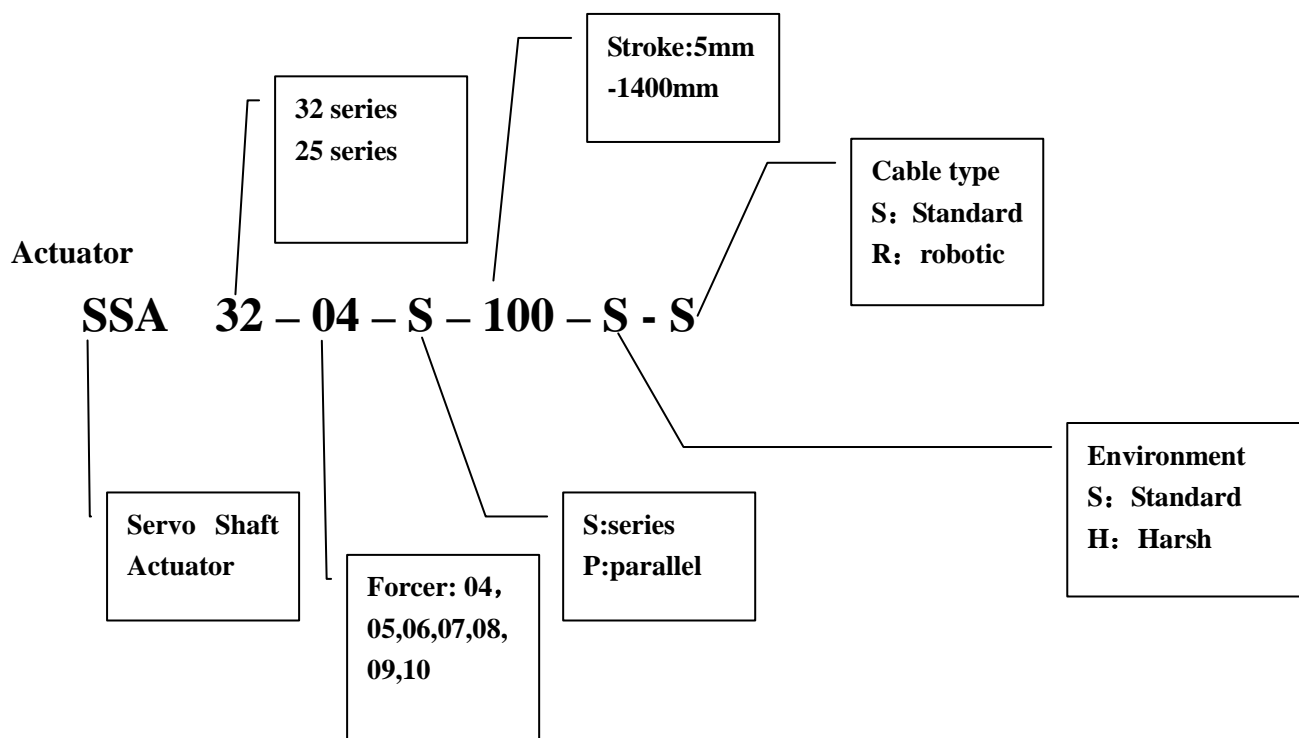 Stroke:5mm
-1400mm
32 series
25 series
Cable type
S：Standard
R：robotic
Actuator
SSA 32 – 04 – S – 100 – S - S
Environment
S：Standard
H：Harsh
Servo Shaft
Actuator
S:series
P:parallel
Forcer: 04，
05,06,07,08,
09,10